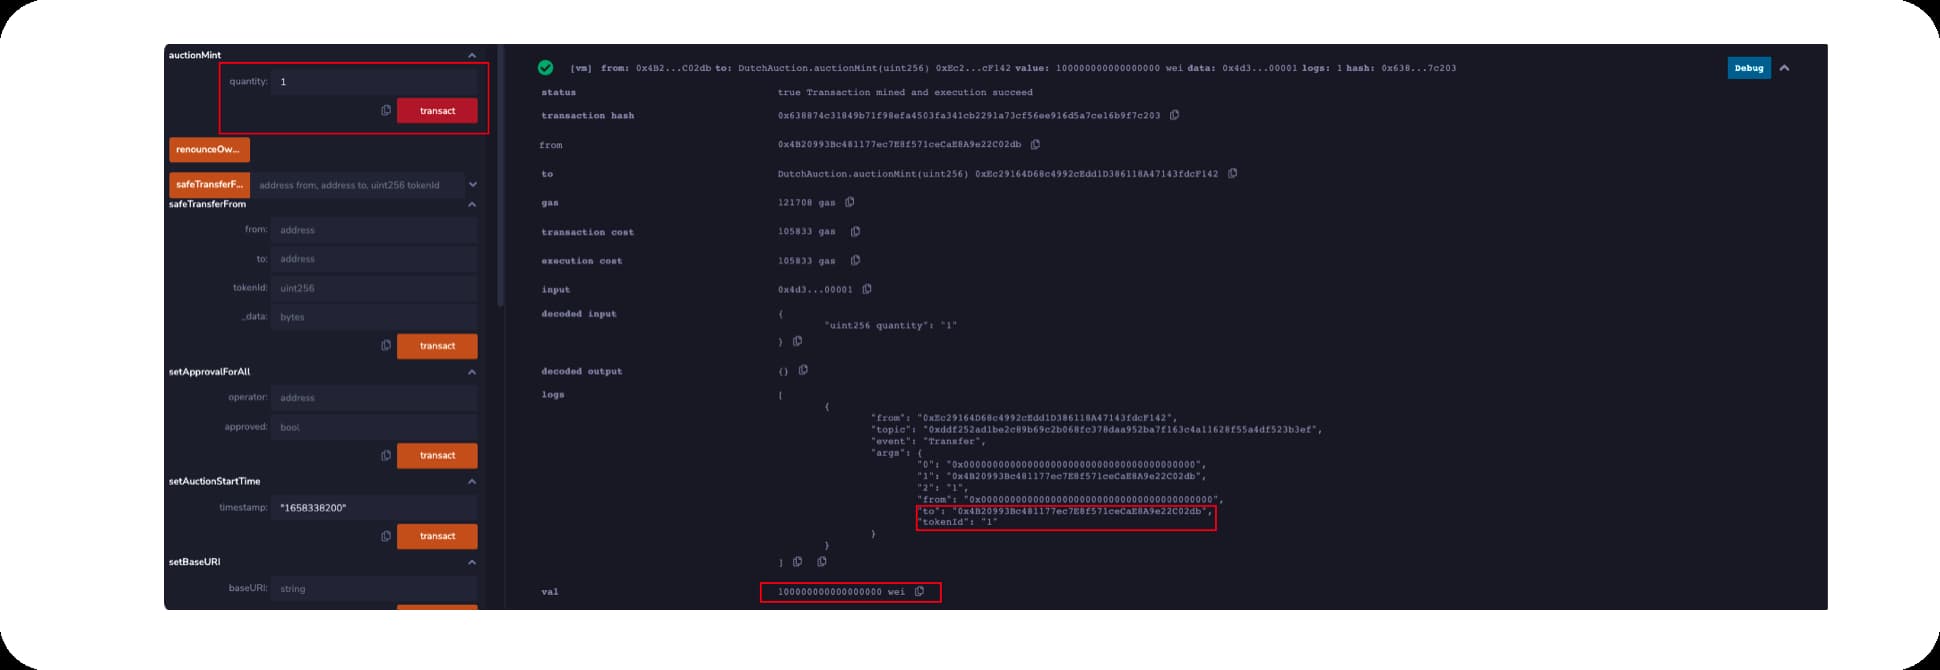 auctionMint
quantity:
1
transact
renounceOw...
safeTransferF...
address from, address to, uint256 tokenId
safeTransferFrom
from:
address
to:
address
tokenId:
uint256
_data:
bytes
transact
setApprovalForAll
operator:
address
approved:
bool
transact
setAuctionStartTime
timestamp:
"1658338200"
transact
setBaseURI
baseURI:
string
[vm] from: 0x4B2...C02db to: DutchAuction.auctionMint(uint256) 0xEc2...cF142 value: 100000000000000000 wei data: 0x4d3...00001 logs: 1 hash: 0x638...7c203
Debug
status true Transaction mined and execution succeed
transaction hash 0x638874c31849b71f98efa4503fa341cb2291a73cf56ee916d5a7ce16b9f7c203
from 0x4B20993Bc481177ec7E8f571ceCaE8A9e22C02db
to DutchAuction.auctionMint(uint256) 0xEc29164D68c4992cEdd1D386118A47143fdcF142
gas 121708 gas
transaction cost 105833 gas
execution cost 105833 gas
input 0x4d3...00001
decoded input {
"uint256 quantity": "1"
}
decoded output {}
logs [
{
"from": "0xEc29164D68c4992cEdd1D386118A47143fdcF142",
"topic": "0xddf252ad1be2c89b69c2b068fc378daa952ba7f163c4a11628f55a4df523b3ef",
"event": "Transfer",
"args": {
"0": "0x0000000000000000000000000000000000000000",
"1": "0x4B20993Bc481177ec7E8f571ceCaE8A9e22C02db",
"2": "1",
"from": "0x0000000000000000000000000000000000000000",
"to": "0x4B20993Bc481177ec7E8f571ceCaE8A9e22C02db",
"tokenId": "1"
}
}
]
val 100000000000000000 wei